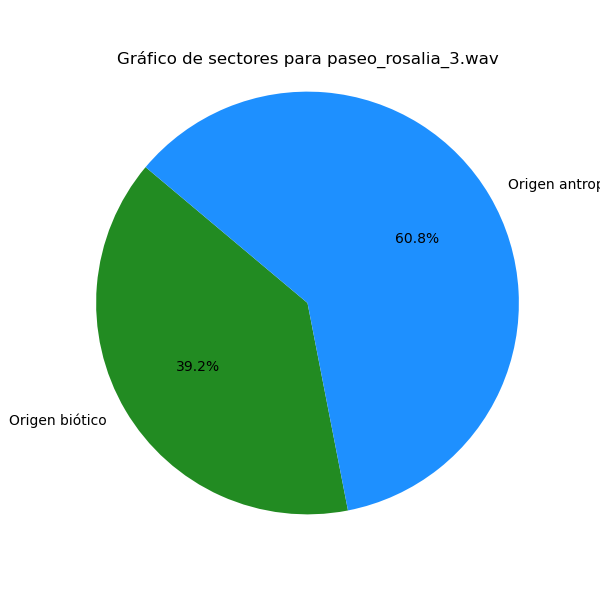 Gráfico de sectores para paseo_rosalia_3.wav
Origen antrop
60.8%
39.2%
Origen biótico